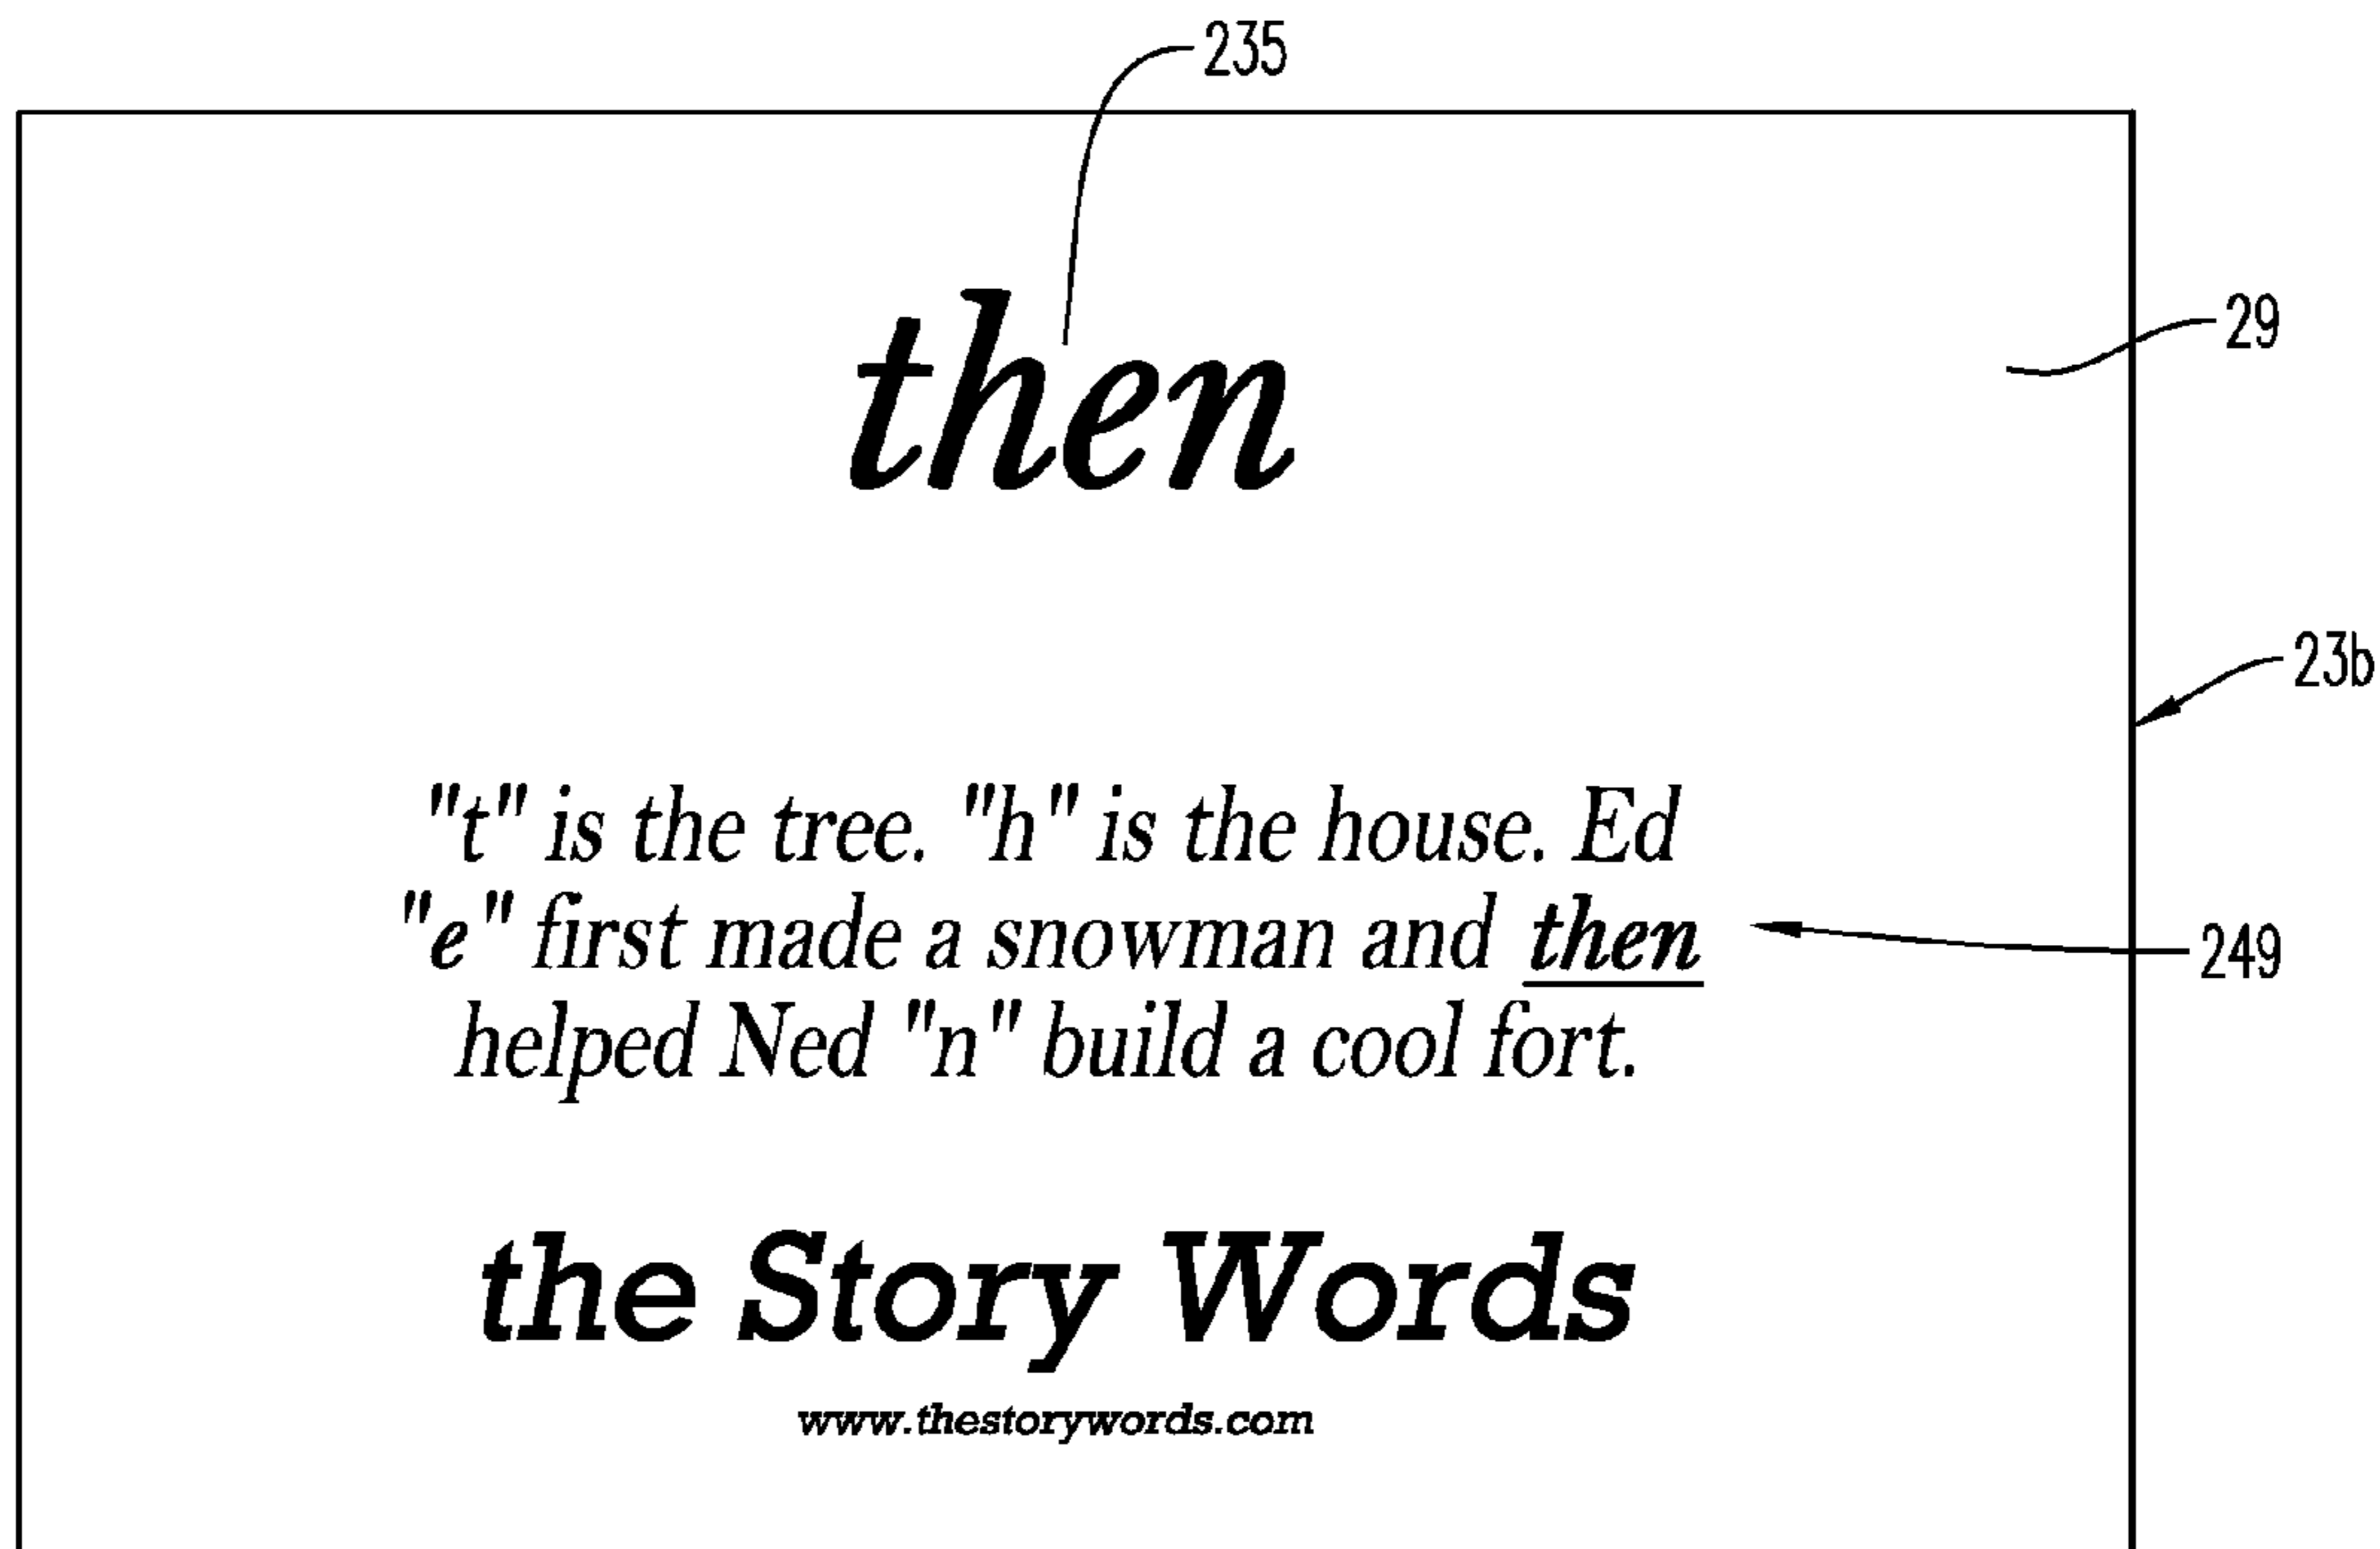 235
then
29
23b
"t" is the tree. "h" is the house. Ed
"e" first made a snowman and then
249
helped Ned "n" build a cool fort.
the Story Words
www.thestorywords.com